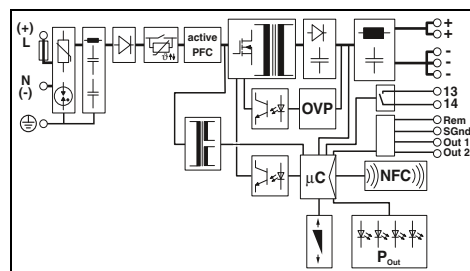 (+)
L
N
(-)
ϑ
active
PFC
OVP
μC
NFC
P Out
+
+
-
-
-
13
14
Rem
SGnd
Out 1
Out 2